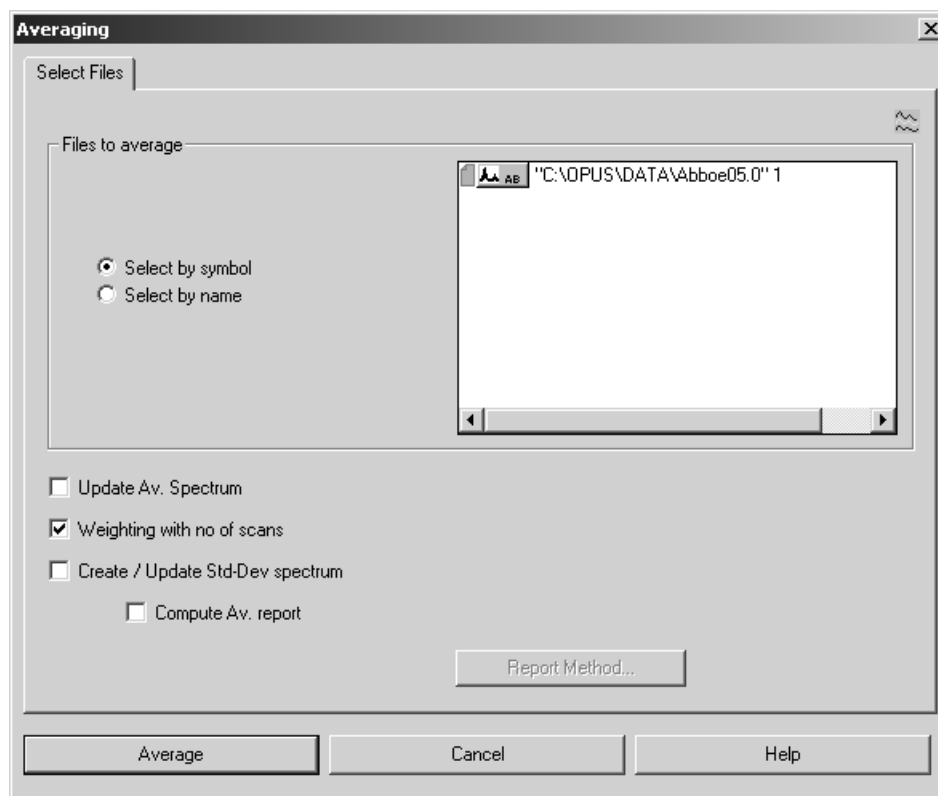 Averaging
Select Files
Files to average
AB "C:\OPUS\DATA\Abboe05.0" 1
Select by symbol
Select by name
Update Av. Spectrum
Weighting with no of scans
Create / Update Std-Dev spectrum
Compute Av. report
Report Method...
Average
Cancel
Help